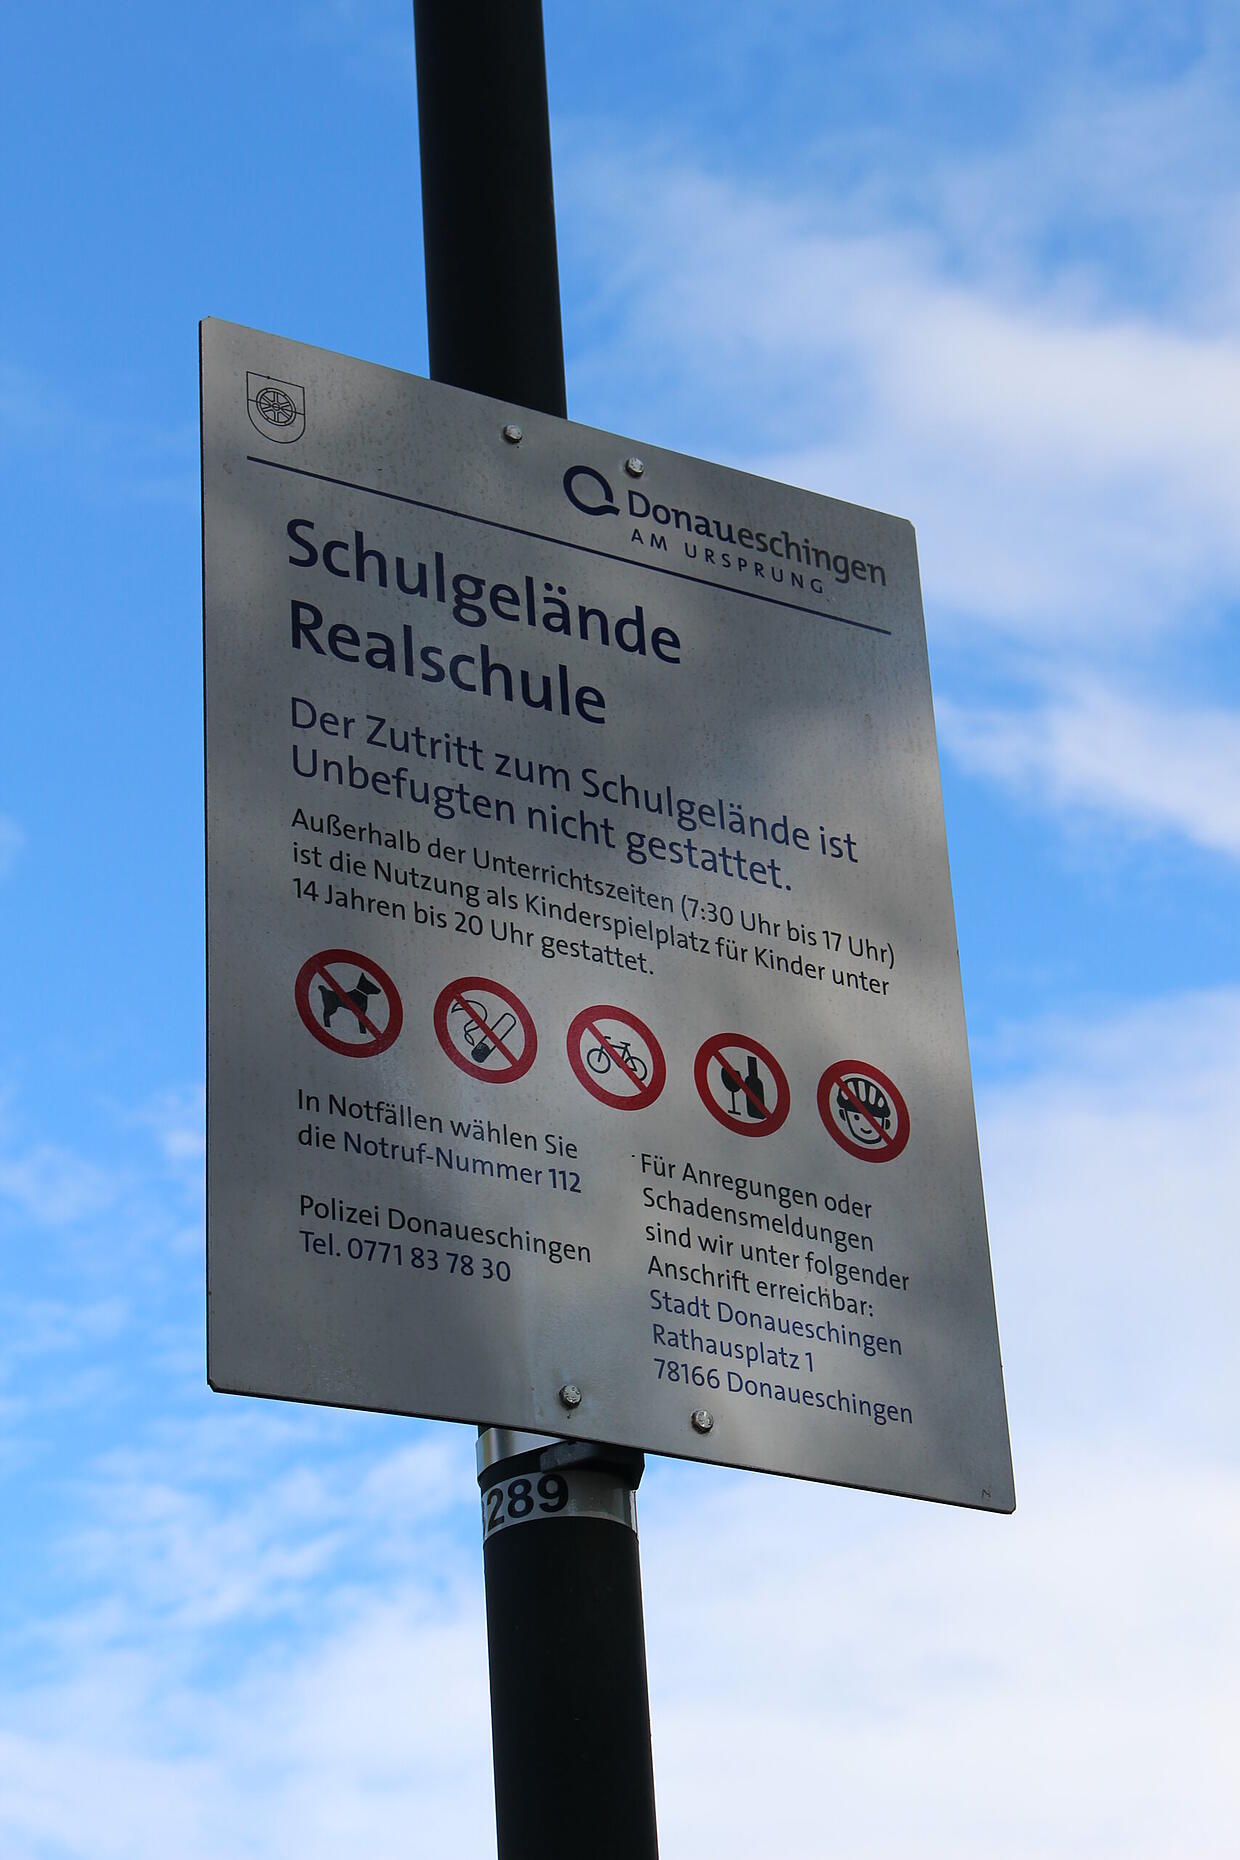 Donaueschingen
AM URSPRUNG
Schulgelände
Realschule
Der Zutritt zum Schulgelände ist
Unbefugten nicht gestattet.
Außerhalb der Unterrichtszeiten (7:30 Uhr bis 17 Uhr)
ist die Nutzung als Kinderspielplatz für Kinder unter
14 Jahren bis 20 Uhr gestattet.
In Notfällen wählen Sie
die Notruf-Nummer 112
Polizei Donaueschingen
Tel. 0771 83 78 30
Für Anregungen oder
Schadensmeldungen
sind wir unter folgender
Anschrift erreichbar:
Stadt Donaueschingen
Rathausplatz 1
78166 Donaueschingen
289